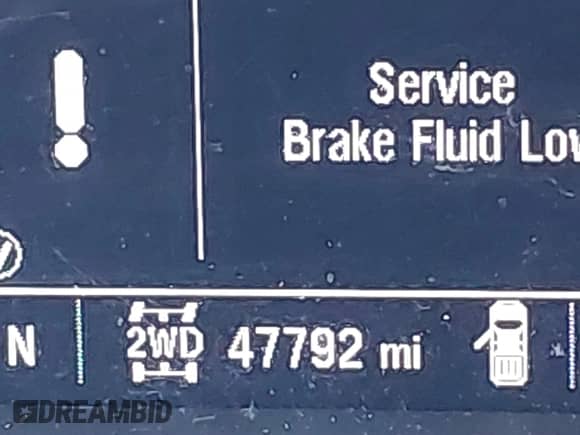 Service
Brake Fluid Low
N
2WD
47792 mi
DREAMBID